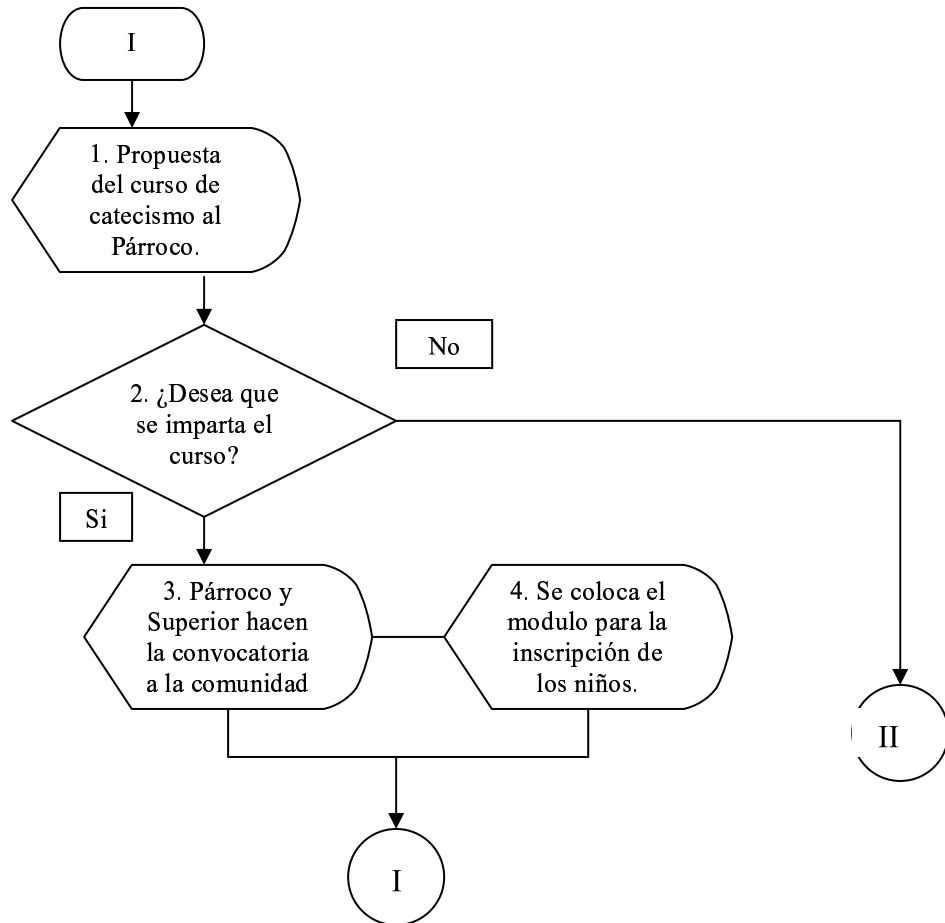 I
1. Propuesta
del curso de
catecismo al
Párroco.
No
2. ¿Desea que
se imparta el
curso?
Si
3. Párroco y
Superior hacen
la convocatoria
a la comunidad
4. Se coloca el
modulo para la
inscripción de
los niños.
II
I